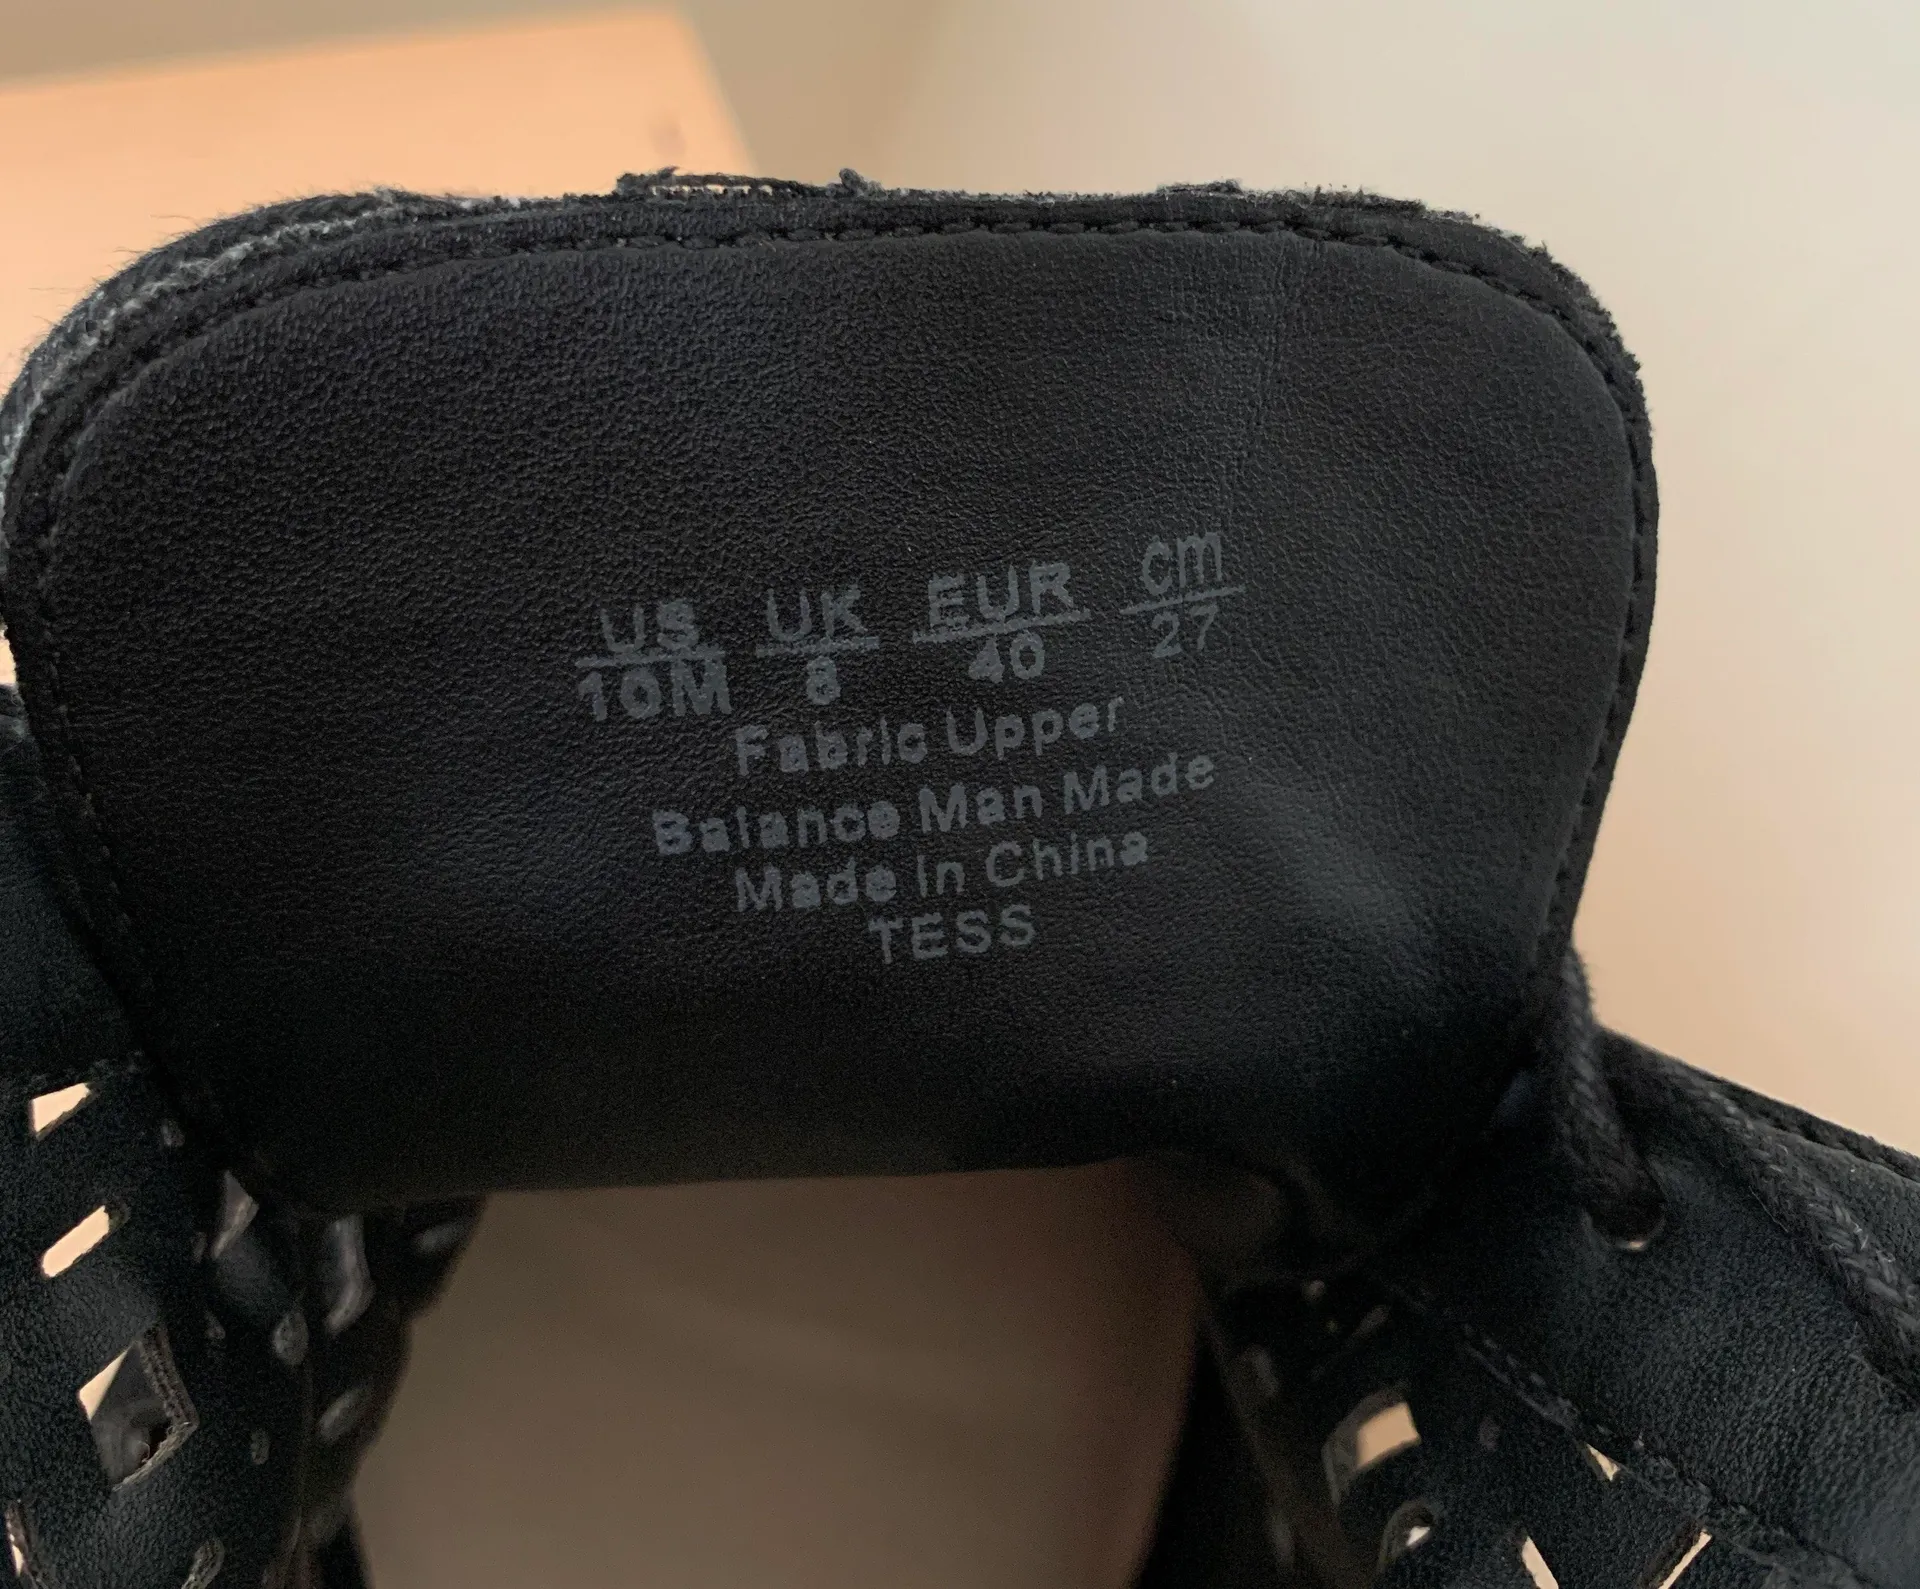 US UK EUR cm
10M 8 40 27
Fabric Upper
Balance Man Made
Made In China
TESS